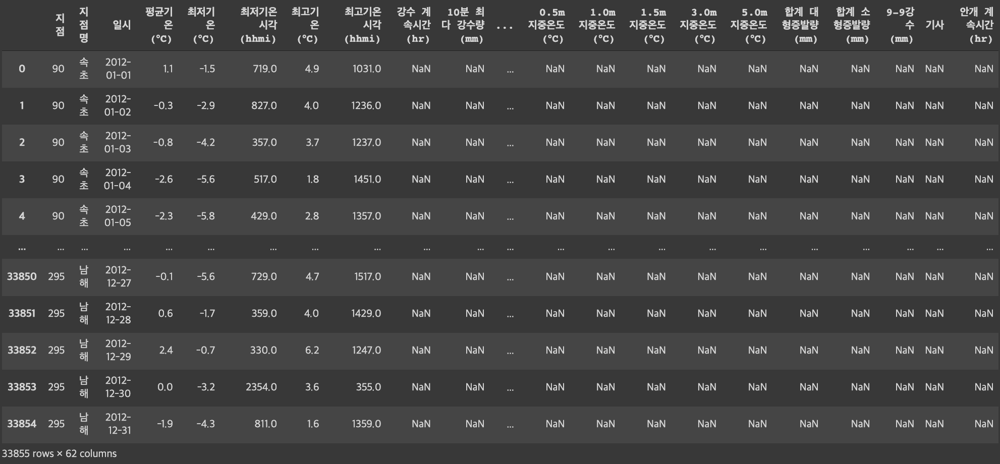 지점 지점명 일시 평균기온(°C) 최저기온(°C) 최저기온 시각(hhmi) 최고기온(°C) 최고기온 시각(hhmi) 강수 계속시간(hr) 10분 최다 강수량(mm) ... 0.5m 지중온도(°C) 1.0m 지중온도(°C) 1.5m 지중온도(°C) 3.0m 지중온도(°C) 5.0m 지중온도(°C) 합계 대형증발량(mm) 합계 소형증발량(mm) 9-9강수(mm) 기사 안개 계속시간(hr)
0 90 속초 2012-01-01 1.1 -1.5 719.0 4.9 1031.0 NaN NaN ... NaN NaN NaN NaN NaN NaN NaN NaN NaN NaN
1 90 속초 2012-01-02 -0.3 -2.9 827.0 4.0 1236.0 NaN NaN ... NaN NaN NaN NaN NaN NaN NaN NaN NaN NaN
2 90 속초 2012-01-03 -0.8 -4.2 357.0 3.7 1237.0 NaN NaN ... NaN NaN NaN NaN NaN NaN NaN NaN NaN NaN
3 90 속초 2012-01-04 -2.6 -5.6 517.0 1.8 1451.0 NaN NaN ... NaN NaN NaN NaN NaN NaN NaN NaN NaN NaN
4 90 속초 2012-01-05 -2.3 -5.8 429.0 2.8 1357.0 NaN NaN ... NaN NaN NaN NaN NaN NaN NaN NaN NaN NaN
... ... ... ... ... ... ... ... ... ... ... ... ... ... ... ... ... ... ... ... ... ...
33850 295 남해 2012-12-27 -0.1 -5.6 729.0 4.7 1517.0 NaN NaN ... NaN NaN NaN NaN NaN NaN NaN NaN NaN NaN
33851 295 남해 2012-12-28 0.6 -1.7 359.0 4.0 1429.0 NaN NaN ... NaN NaN NaN NaN NaN NaN NaN NaN NaN NaN
33852 295 남해 2012-12-29 2.4 -0.7 330.0 6.2 1247.0 NaN NaN ... NaN NaN NaN NaN NaN NaN NaN NaN NaN NaN
33853 295 남해 2012-12-30 0.0 -3.2 2354.0 3.6 355.0 NaN NaN ... NaN NaN NaN NaN NaN NaN NaN NaN NaN NaN
33854 295 남해 2012-12-31 -1.9 -4.3 811.0 1.6 1359.0 NaN NaN ... NaN NaN NaN NaN NaN NaN NaN NaN NaN NaN
33855 rows × 62 columns